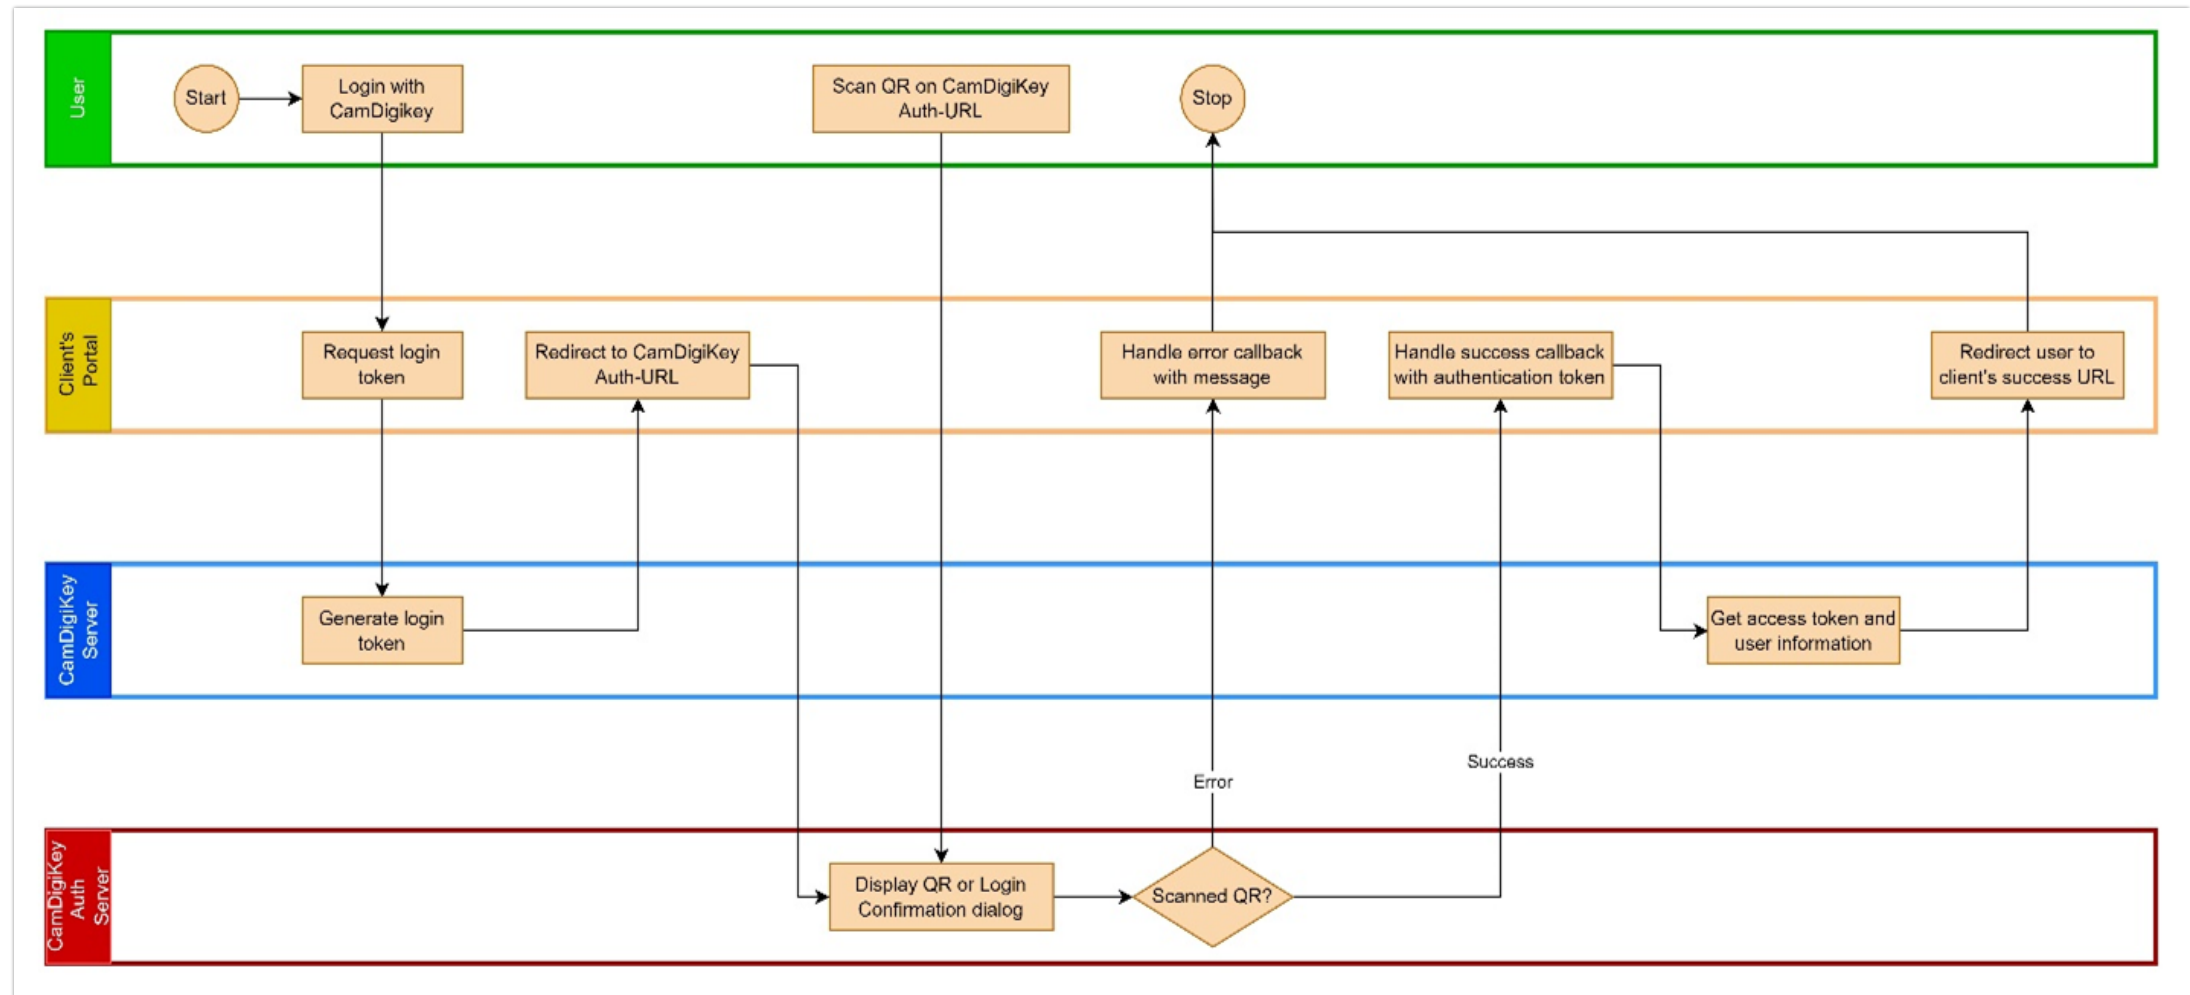 User
Start
Login with
CamDigikey
Scan QR on CamDigiKey
Auth-URL
Stop
Client's
Portal
Request login
token
Redirect to CamDigiKey
Auth-URL
Handle error callback
with message
Handle success callback
with authentication token
Redirect user to
client's success URL
CamDigiKey
Server
Generate login
token
Get access token and
user information
Error
Success
CamDigiKey
Auth
Server
Display QR or Login
Confirmation dialog
Scanned QR?